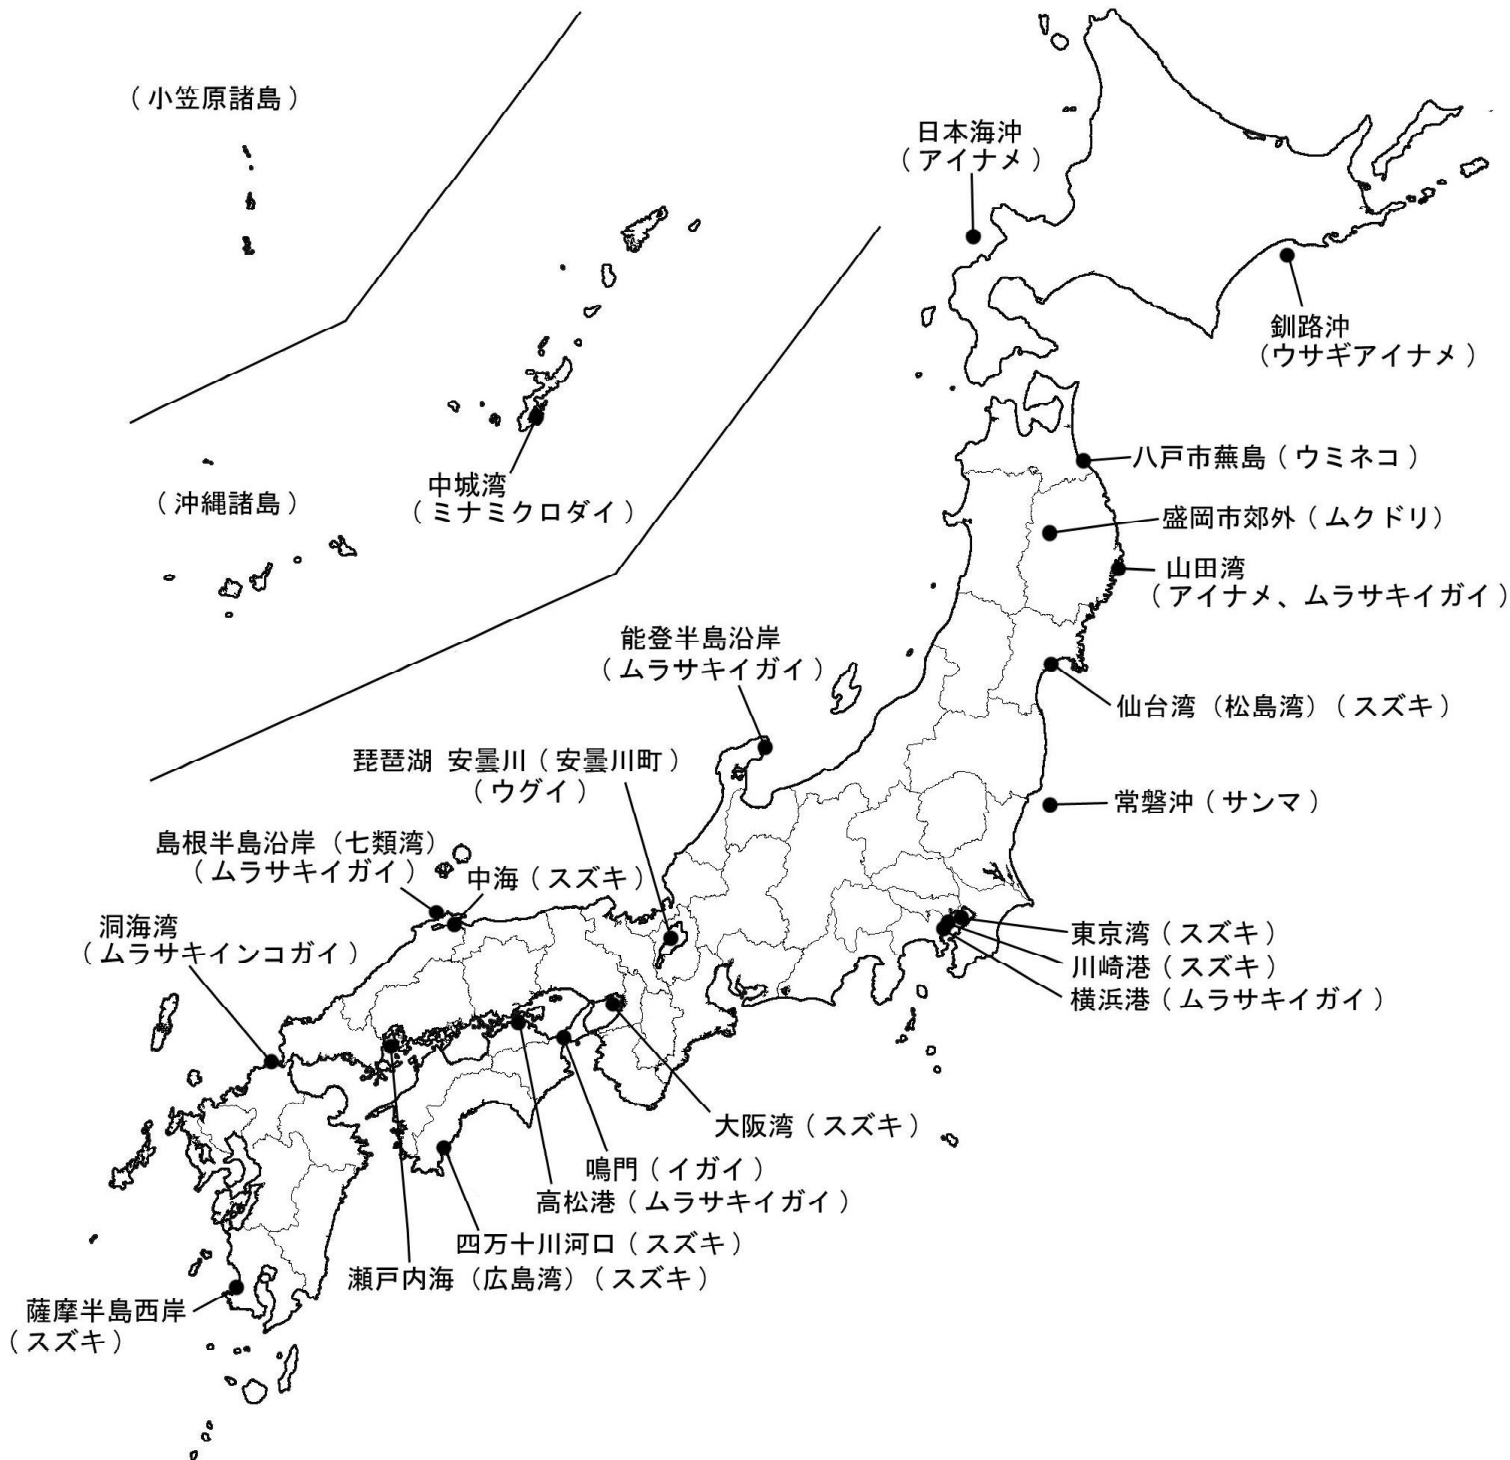 (小笠原諸島)
日本海沖
(アイナメ)
釧路沖
(ウサギアイナメ)
中城湾
(ミナミクロダイ)
(沖縄諸島)
八戸市蕪島(ウミネコ)
盛岡市郊外(ムクドリ)
山田湾
(アイナメ、ムラサキイガイ)
能登半島沿岸
(ムラサキイガイ)
仙台湾(松島湾)(スズキ)
琵琶湖 安曇川(安曇川町)
(ウグイ)
常磐沖(サンマ)
島根半島沿岸(七類湾)
(ムラサキイガイ)
中海(スズキ)
洞海湾
(ムラサキインコガイ)
東京湾(スズキ)
川崎港(スズキ)
横浜港(ムラサキイガイ)
大阪湾(スズキ)
鳴門(イガイ)
高松港(ムラサキイガイ)
四万十川河口(スズキ)
瀬戸内海(広島湾)(スズキ)
薩摩半島西岸
(スズキ)